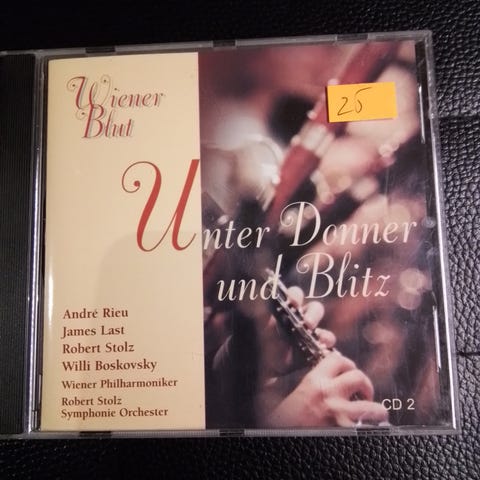 Wiener
Blut
25
Unter Donner
und Blitz
André Rieu
James Last
Robert Stolz
Willi Boskovsky
Wiener Philharmoniker
Robert Stolz
Symphonie Orchester
CD 2